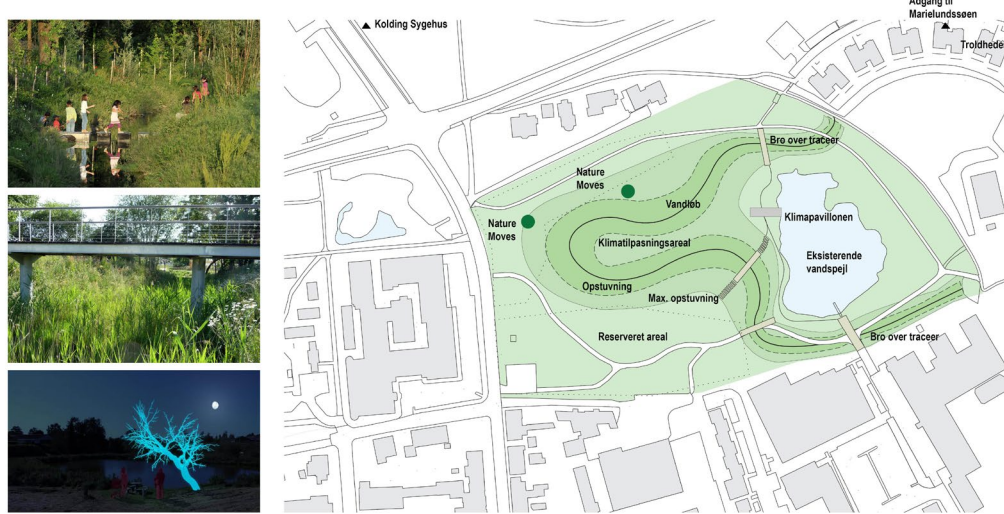 Kolding Sygehus
Adgang til
Marielundssøen
Troldhede
Bro over traceer
Nature
Moves
Vandløb
Nature
Moves
Klimapavillonen
Klimatilpasningsareal
Eksisterende
vandspejl
Opstuvning
Max. opstuvning
Reserveret areal
Bro over traceer